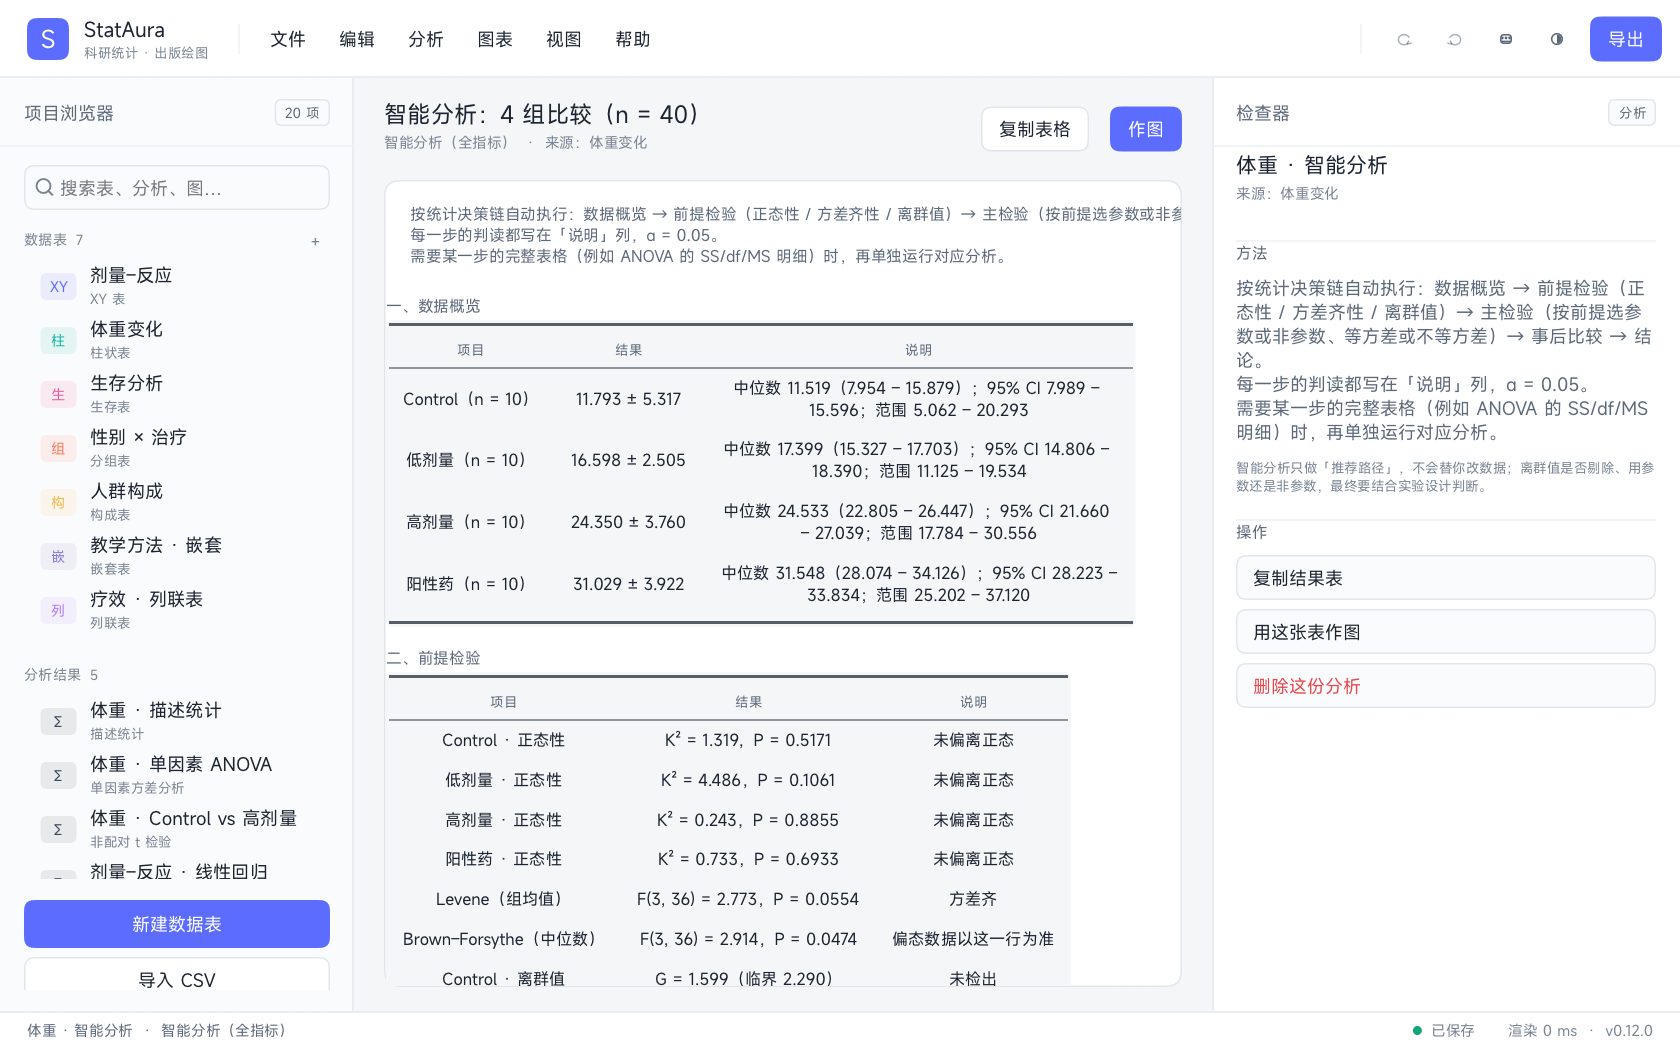 S
StatAura
科研统计 · 出版绘图
文件 编辑 分析 图表 视图 帮助
导出
项目浏览器
20 项
搜索表、分析、图…
数据表 7
+
XY
剂量–反应
XY 表
柱
体重变化
柱状表
生
生存分析
生存表
组
性别 × 治疗
分组表
构
人群构成
构成表
嵌
教学方法 · 嵌套
嵌套表
列
疗效 · 列联表
列联表
分析结果 5
Σ
体重 · 描述统计
描述统计
Σ
体重 · 单因素 ANOVA
单因素方差分析
Σ
体重 · Control vs 高剂量
非配对 t 检验
剂量–反应 · 线性回归
新建数据表
导入 CSV
智能分析：4 组比较（n = 40）
智能分析（全指标） · 来源：体重变化
复制表格
作图
按统计决策链自动执行：数据概览 → 前提检验（正态性 / 方差齐性 / 离群值）→ 主检验（按前提选参数或非参
每一步的判读都写在「说明」列，α = 0.05。
需要某一步的完整表格（例如 ANOVA 的 SS/df/MS 明细）时，再单独运行对应分析。
一、数据概览
项目 结果 说明
Control（n = 10） 11.793 ± 5.317 中位数 11.519（7.954 – 15.879）；95% CI 7.989 –
15.596；范围 5.062 – 20.293
低剂量（n = 10） 16.598 ± 2.505 中位数 17.399（15.327 – 17.703）；95% CI 14.806 –
18.390；范围 11.125 – 19.534
高剂量（n = 10） 24.350 ± 3.760 中位数 24.533（22.805 – 26.447）；95% CI 21.660
– 27.039；范围 17.784 – 30.556
阳性药（n = 10） 31.029 ± 3.922 中位数 31.548（28.074 – 34.126）；95% CI 28.223 –
33.834；范围 25.202 – 37.120
二、前提检验
项目 结果 说明
Control · 正态性 K² = 1.319，P = 0.5171 未偏离正态
低剂量 · 正态性 K² = 4.486，P = 0.1061 未偏离正态
高剂量 · 正态性 K² = 0.243，P = 0.8855 未偏离正态
阳性药 · 正态性 K² = 0.733，P = 0.6933 未偏离正态
Levene（组均值） F(3, 36) = 2.773，P = 0.0554 方差齐
Brown–Forsythe（中位数） F(3, 36) = 2.914，P = 0.0474 偏态数据以这一行为准
Control · 离群值 G = 1.599（临界 2.290） 未检出
检查器
分析
体重 · 智能分析
来源：体重变化
方法
按统计决策链自动执行：数据概览 → 前提检验（正
态性 / 方差齐性 / 离群值）→ 主检验（按前提选参
数或非参数、等方差或不等方差）→ 事后比较 → 结
论。
每一步的判读都写在「说明」列，α = 0.05。
需要某一步的完整表格（例如 ANOVA 的 SS/df/MS
明细）时，再单独运行对应分析。
智能分析只做「推荐路径」，不会替你改数据；离群值是否剔除、用参
数还是非参数，最终要结合实验设计判断。
操作
复制结果表
用这张表作图
删除这份分析
体重 · 智能分析 · 智能分析（全指标）
已保存 渲染 0 ms · v0.12.0